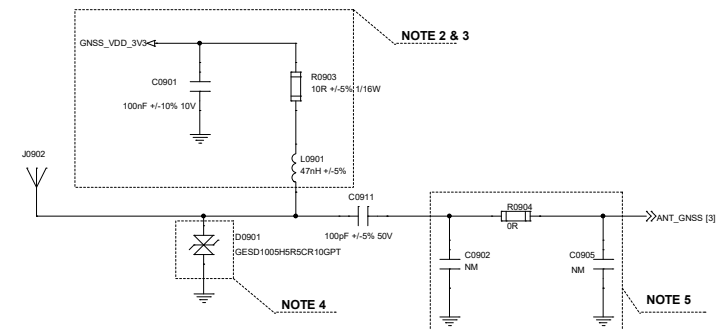 NOTE 2 & 3
GNSS_VDD_3V3
C0901
100nF +/-10% 10V
R0903
10R +/-5% 1/16W
L0901
47nH +/-5%
J0902
C0911
100pF +/-5% 50V
R0904
0R
ANT_GNSS [3]
D0901
GESD1005H5R5CR10GPT
C0902
NM
C0905
NM
NOTE 4
NOTE 5